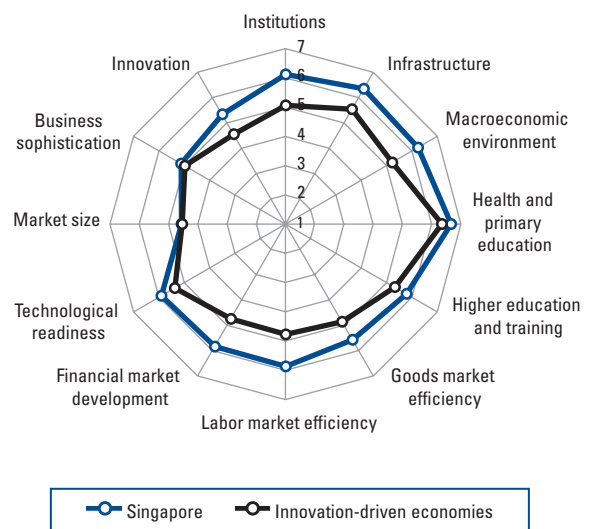 Institutions
7
6
5
4
3
2
1
Infrastructure
Macroeconomic
environment
Health and
primary
education
Higher education
and training
Goods market
efficiency
Labor market efficiency
Financial market
development
Technological
readiness
Market size
Business
sophistication
Innovation
Singapore
Innovation-driven economies